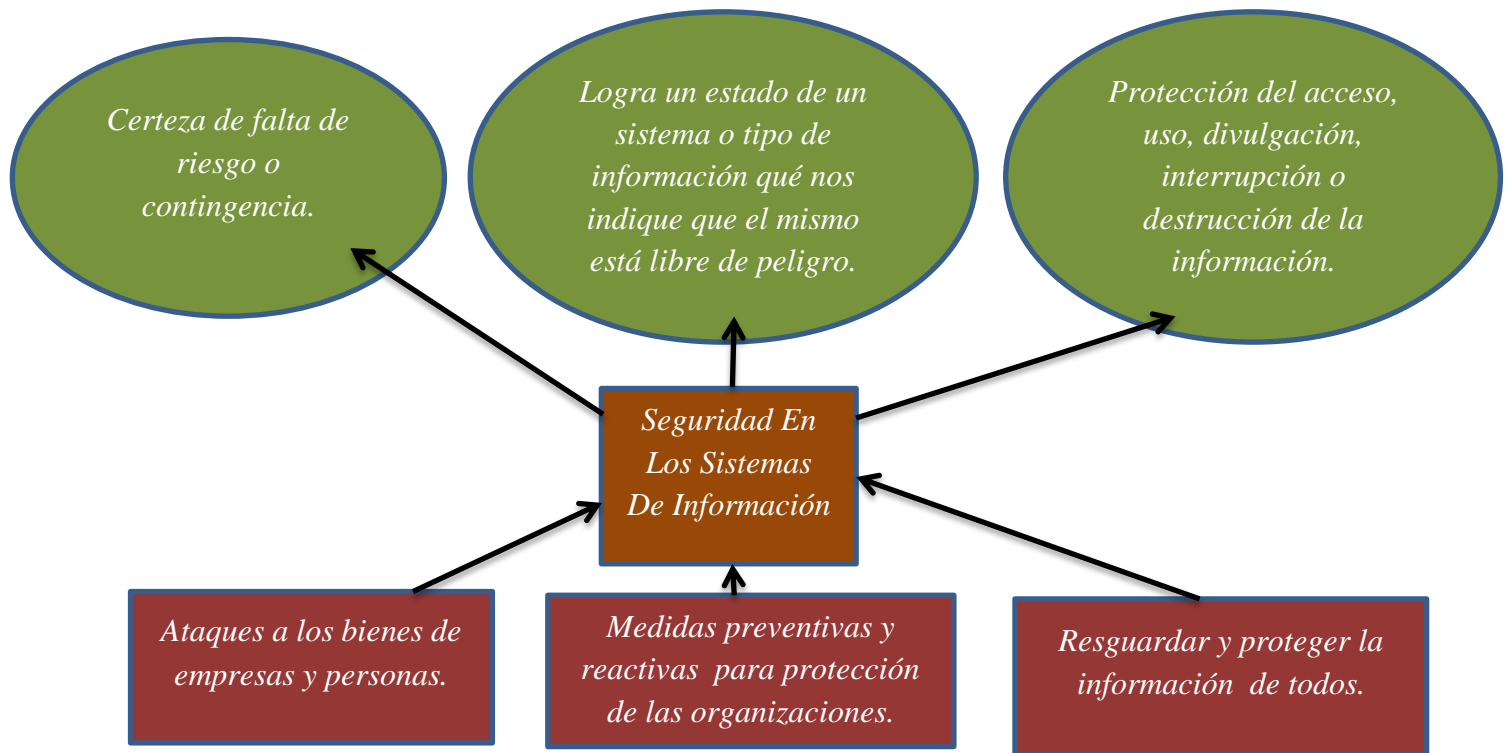 Certeza de falta de
riesgo o
contingencia.
Logra un estado de un
sistema o tipo de
información qué nos
indique que el mismo
está libre de peligro.
Protección del acceso,
uso, divulgación,
interrupción o
destrucción de la
información.
Seguridad En
Los Sistemas
De Información
Ataques a los bienes de
empresas y personas.
Medidas preventivas y
reactivas  para protección
de las organizaciones.
Resguardar y proteger la
información  de todos.